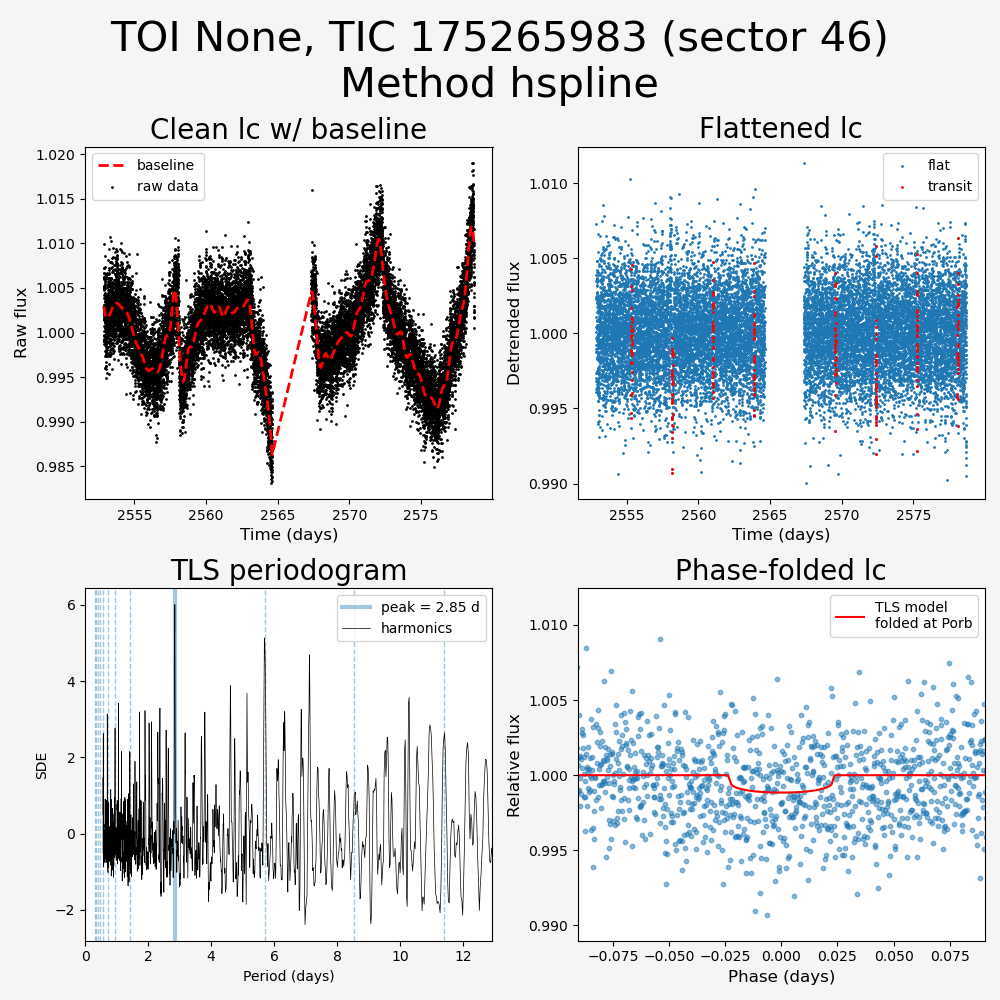 TOI None, TIC 175265983 (sector 46)
Method hspline
Clean lc w/ baseline
Flattened lc
1.020
1.015
1.010
1.005
1.000
0.995
0.990
0.985
Raw flux
baseline
raw data
2555
2560
2565
2570
2575
Time (days)
1.010
1.005
1.000
0.995
0.990
Detrended flux
flat
transit
2555
2560
2565
2570
2575
Time (days)
TLS periodogram
Phase-folded lc
6
4
2
0
−2
SDE
peak = 2.85 d
harmonics
0
2
4
6
8
10
12
Period (days)
1.010
1.005
1.000
0.995
0.990
Relative flux
TLS model
folded at Porb
−0.075
−0.050
−0.025
0.000
0.025
0.050
0.075
Phase (days)